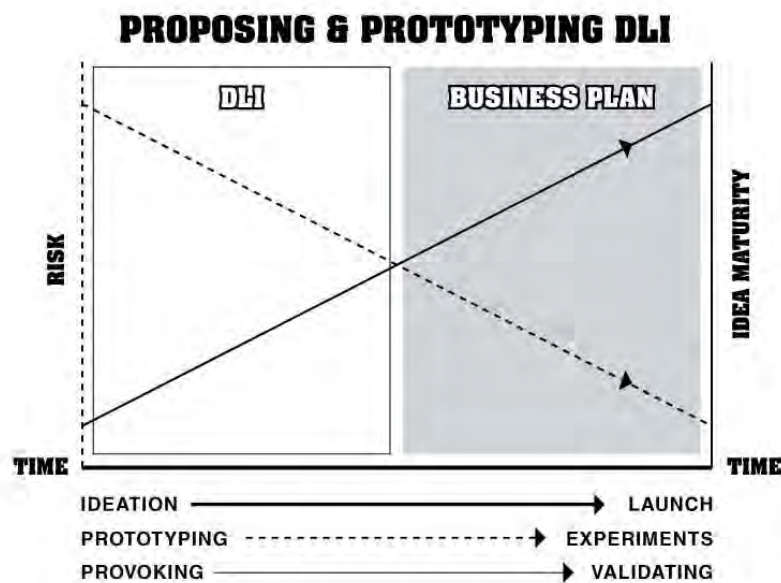 PROPOSING & PROTOTYPING DLI
DLI
BUSINESS PLAN
RISK
IDEA MATURITY
TIME
TIME
IDEATION LAUNCH
PROTOTYPING EXPERIMENTS
PROVOKING VALIDATING